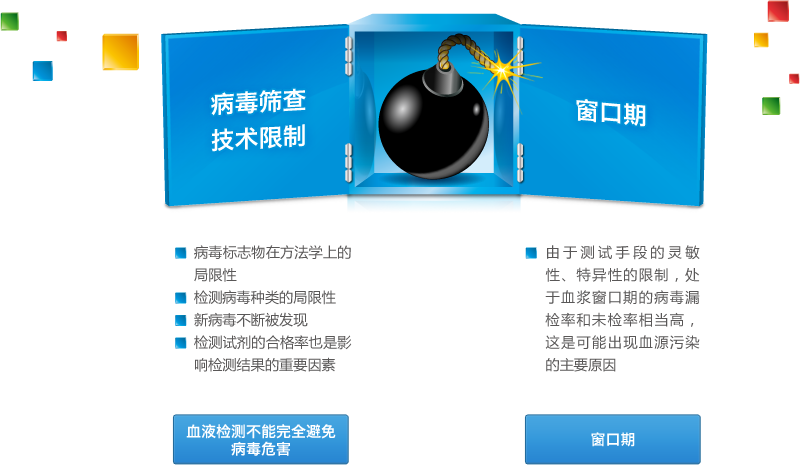 病毒筛查
技术限制
窗口期
病毒标志物在方法学上的
局限性
检测病毒种类的局限性
新病毒不断被发现
检测试剂的合格率也是影
响检测结果的重要因素
由于测试手段的灵敏
性、特异性的限制，处
于血浆窗口期的病毒漏
检率和未检率相当高，
这是可能出现血源污染
的主要原因
血液检测不能完全避免
病毒危害
窗口期